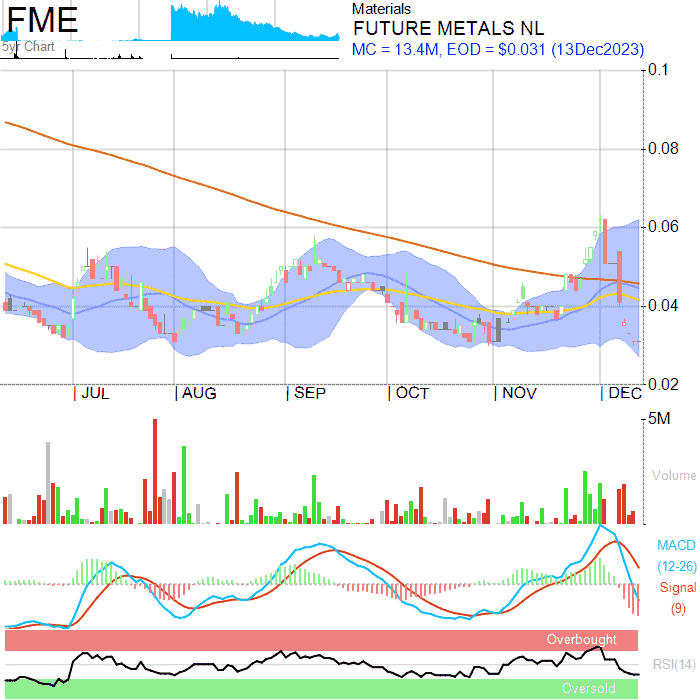 FME
5yr Chart
Materials
FUTURE METALS NL
MC = 13.4M, EOD = $0.031 (13Dec2023)
0.1
0.08
0.06
0.04
0.02
JUL AUG SEP OCT NOV DEC
5M
Volume
MACD
(12-26)
Signal
(9)
Overbought
RSI(14)
Oversold